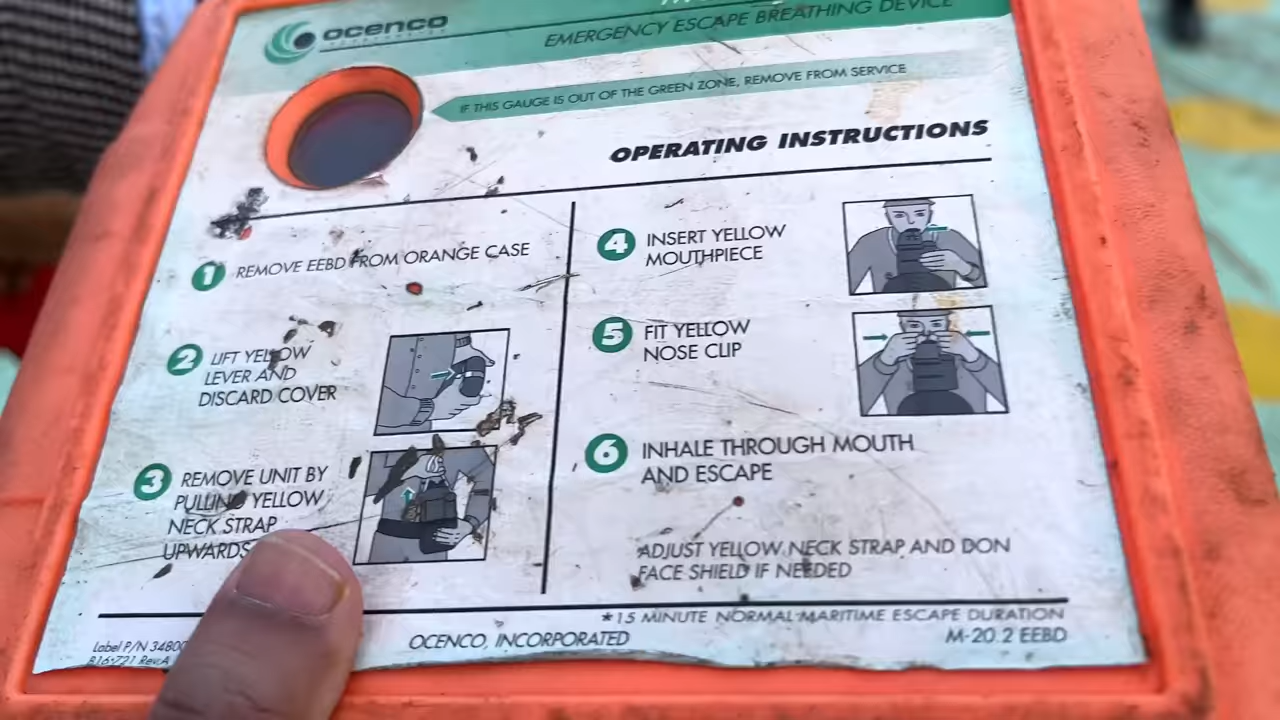 OCENCO
EMERGENCY ESCAPE BREATHING DEVICE
IF THIS GAUGE IS OUT OF THE GREEN ZONE, REMOVE FROM SERVICE
OPERATING INSTRUCTIONS
1 REMOVE EEBD FROM ORANGE CASE
2 LIFT YELLOW
LEVER AND
DISCARD COVER
3 REMOVE UNIT BY
PULLING YELLOW
NECK STRAP
UPWARDS
4 INSERT YELLOW
MOUTHPIECE
5 FIT YELLOW
NOSE CLIP
6 INHALE THROUGH MOUTH
AND ESCAPE
ADJUST YELLOW NECK STRAP AND DON
FACE SHIELD IF NEEDED
*15 MINUTE NORMAL MARITIME ESCAPE DURATION
Label P/N 34800
OCENCO, INCORPORATED
M-20.2 EEBD